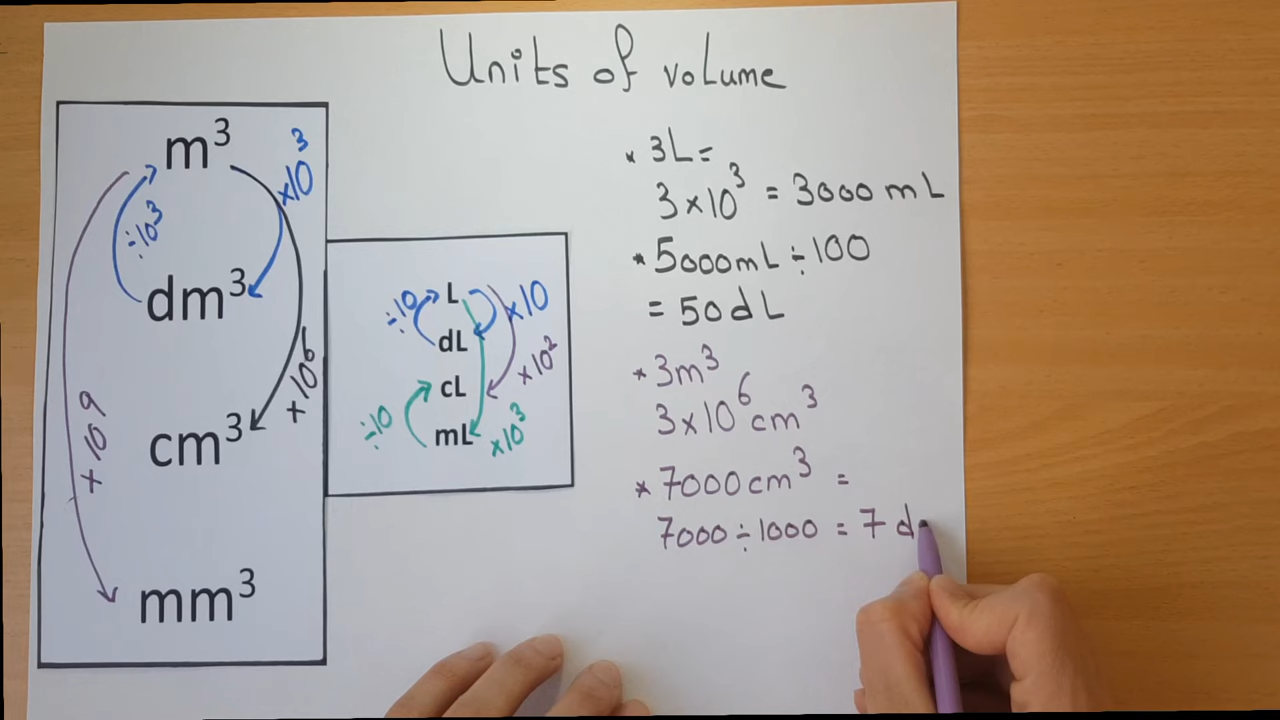 Units of volume
m³
×10³
÷10³
dm³
×10⁶
cm³
×10⁹
mm³
L
÷10
×10
dL
×10²
cL
÷10
mL
×10³
* 3L=
3×10³ = 3000 mL
* 5000mL ÷100
= 50 dL
* 3m³
3×10⁶ cm³
* 7000 cm³ =
7000 ÷ 1000 = 7 d